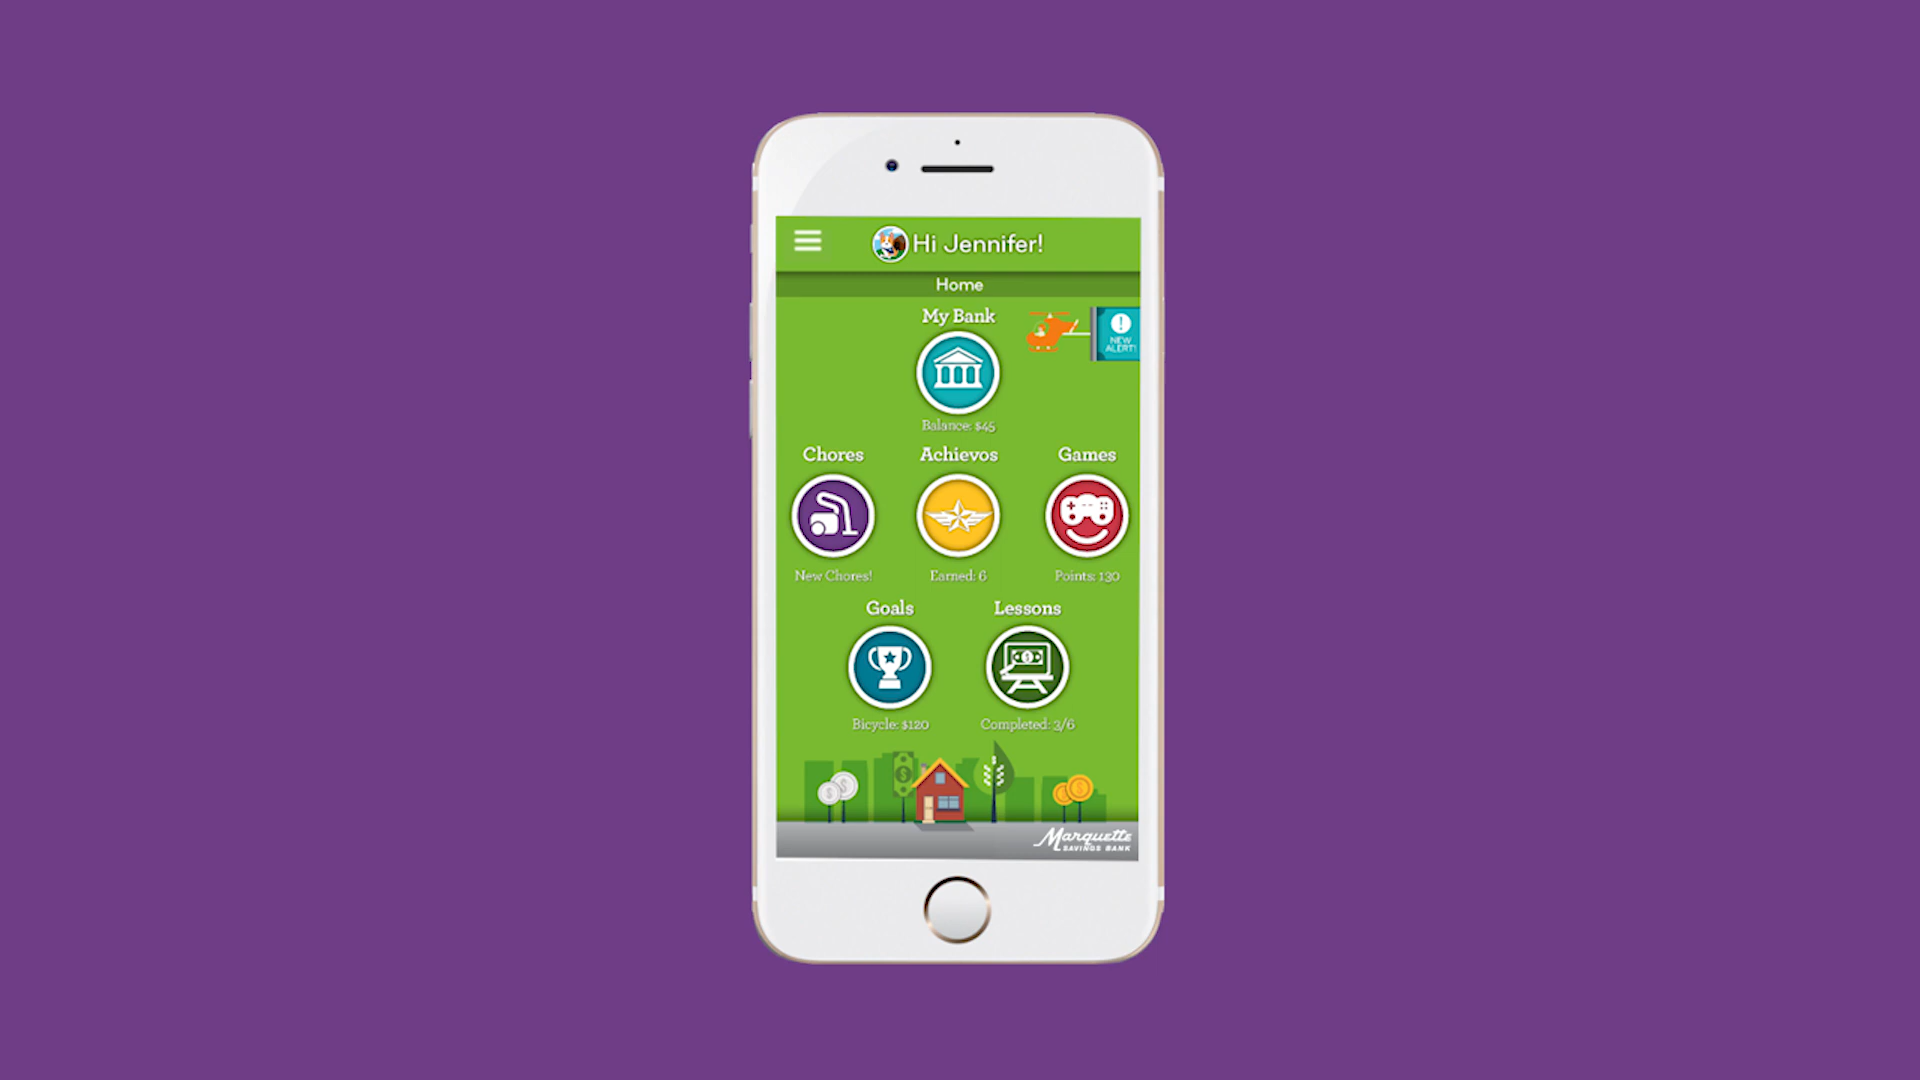 Hi Jennifer!
Home
My Bank
!
NEW
ALERT!
Balance: $45
Chores
Achievos
Games
New Chores!
Earned: 6
Points: 130
Goals
Lessons
Bicycle: $120
Completed: 3/6
Marquette
SAVINGS BANK